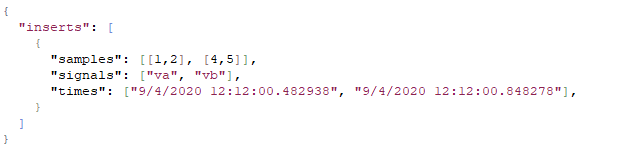 {
"inserts": [
{
"samples": [[1,2], [4,5]],
"signals": ["va", "vb"],
"times": ["9/4/2020 12:12:00.482938", "9/4/2020 12:12:00.848278"],
}
]
}